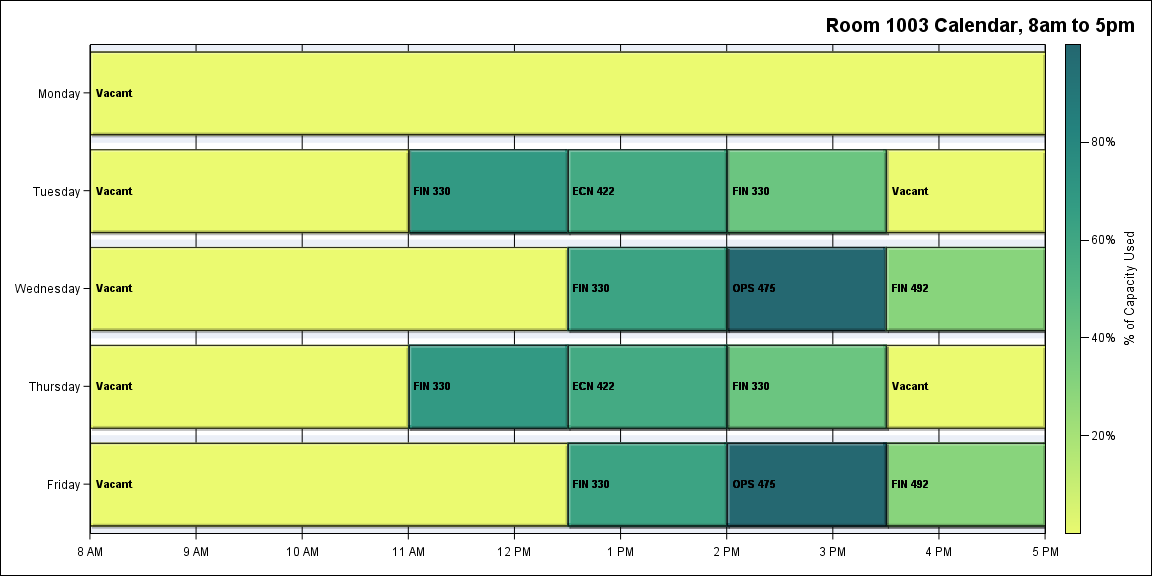 Room 1003 Calendar, 8am to 5pm
Monday
Vacant
Tuesday
Vacant
FIN 330
ECN 422
FIN 330
Vacant
Wednesday
Vacant
FIN 330
OPS 475
FIN 492
Thursday
Vacant
FIN 330
ECN 422
FIN 330
Vacant
Friday
Vacant
FIN 330
OPS 475
FIN 492
8 AM
9 AM
10 AM
11 AM
12 PM
1 PM
2 PM
3 PM
4 PM
5 PM
80%
60%
40%
20%
% of Capacity Used